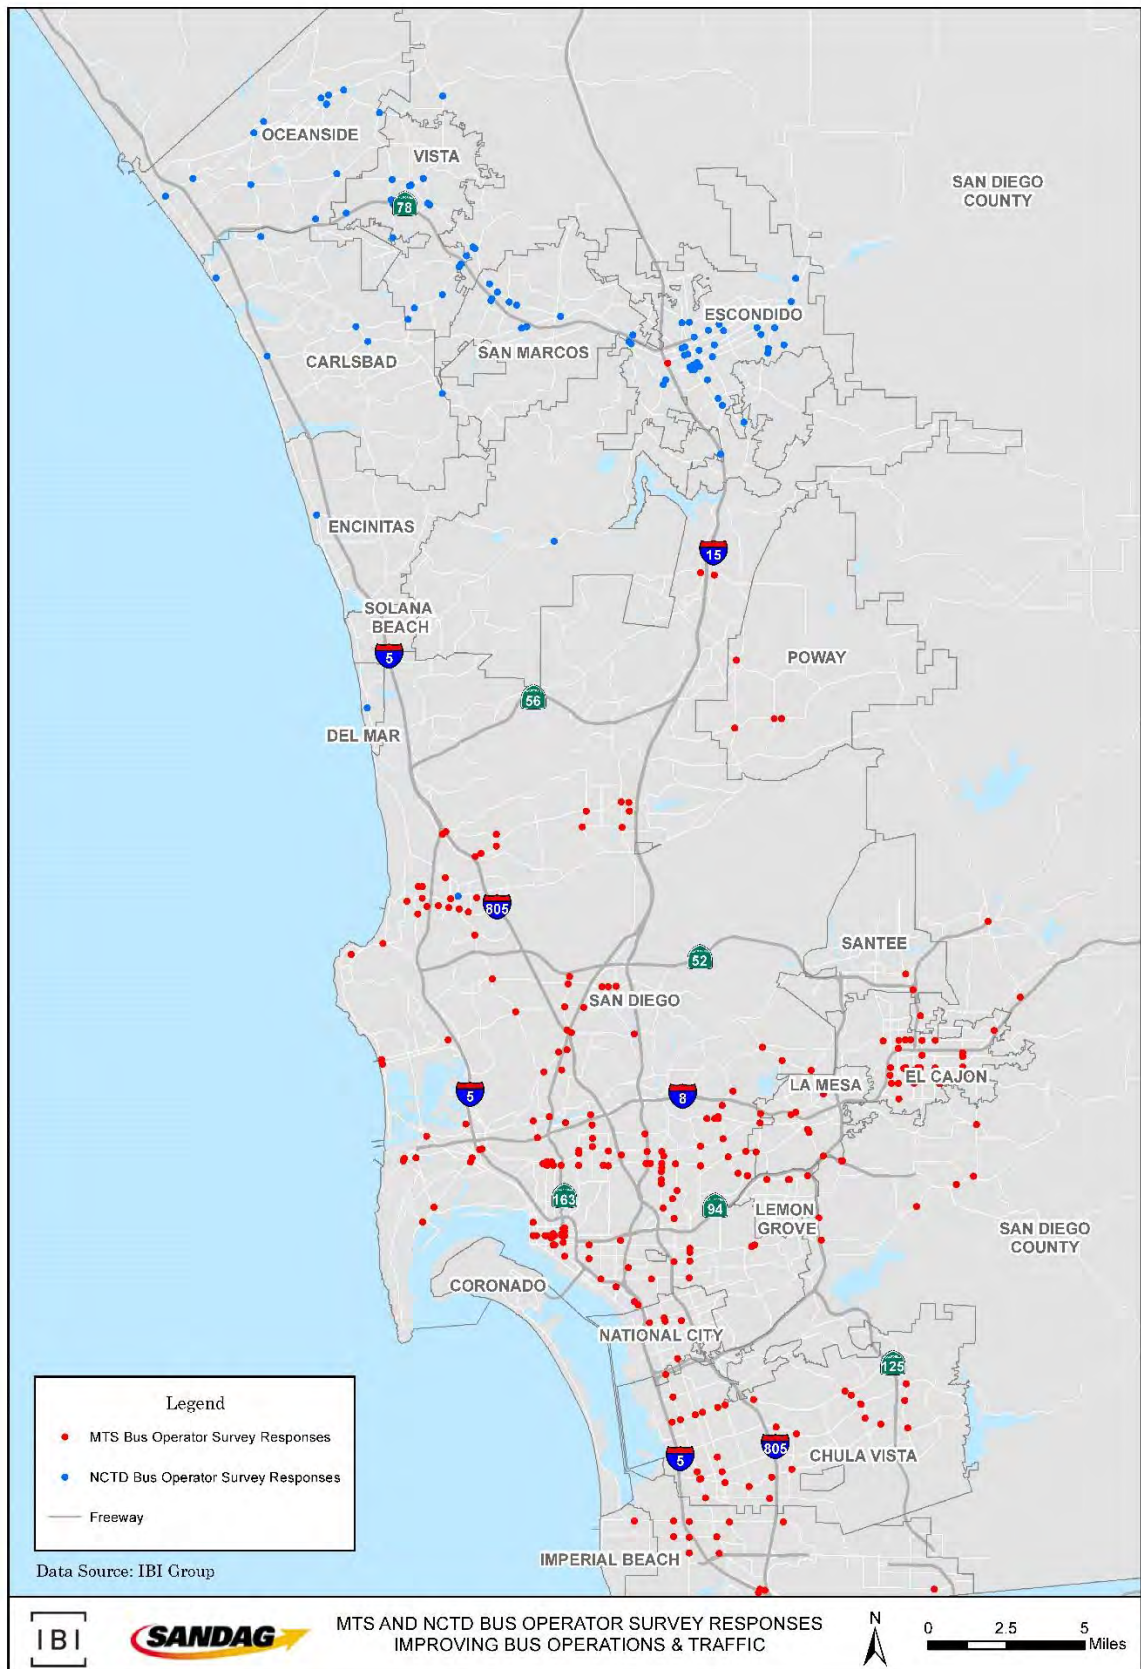 OCEANSIDE
VISTA
78
SAN DIEGO
COUNTY
ESCONDIDO
SAN MARCOS
CARLSBAD
ENCINITAS
15
SOLANA
BEACH
5
POWAY
56
DEL MAR
805
SANTEE
52
SAN DIEGO
EL CAJON
LA MESA
5
8
163
94
LEMON
GROVE
SAN DIEGO
COUNTY
CORONADO
NATIONAL CITY
125
805
CHULA VISTA
5
IMPERIAL BEACH
Legend
MTS Bus Operator Survey Responses
NCTD Bus Operator Survey Responses
Freeway
Data Source: IBI Group
IBI
SANDAG
MTS AND NCTD BUS OPERATOR SURVEY RESPONSES
IMPROVING BUS OPERATIONS & TRAFFIC
N
0 2.5 5
Miles